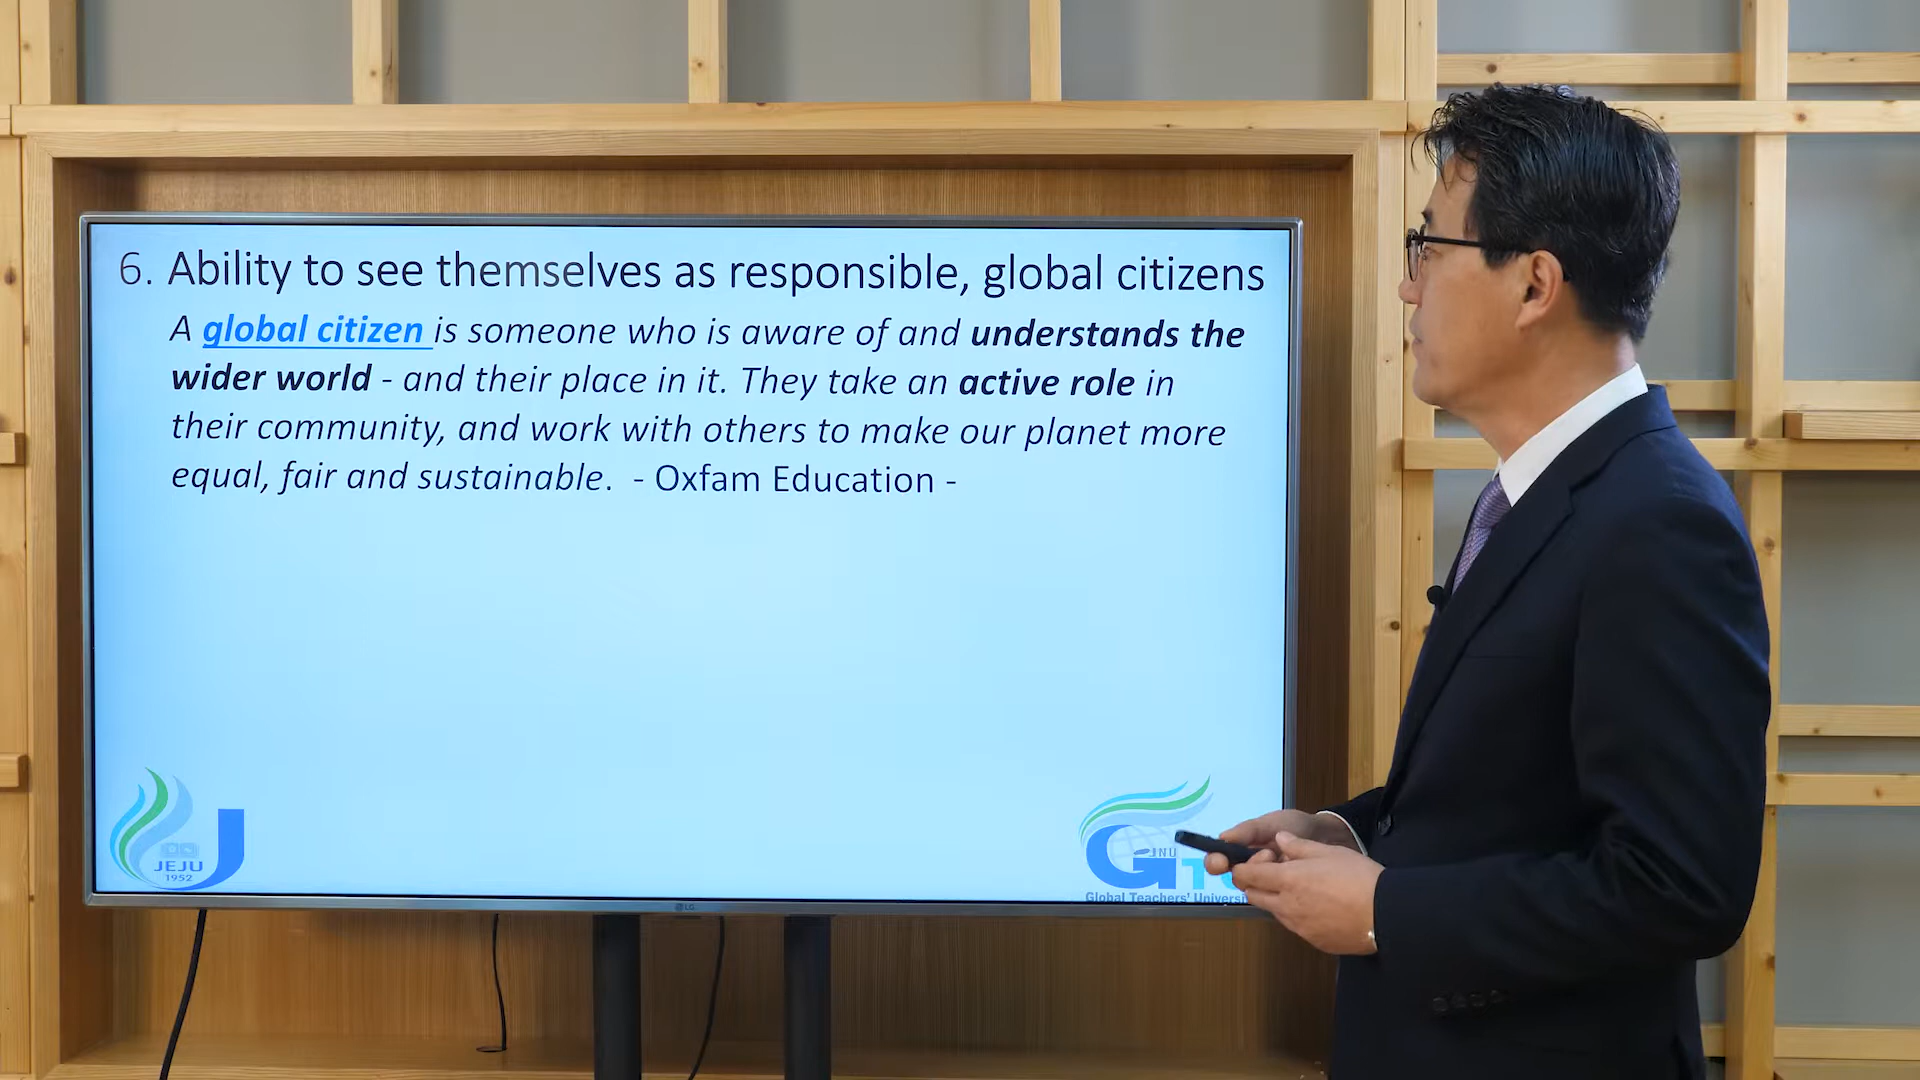 6. Ability to see themselves as responsible, global citizens
A global citizen is someone who is aware of and understands the
wider world - and their place in it. They take an active role in
their community, and work with others to make our planet more
equal, fair and sustainable. - Oxfam Education -
J
JEJU
1952
JNU
Global Teachers'
LG